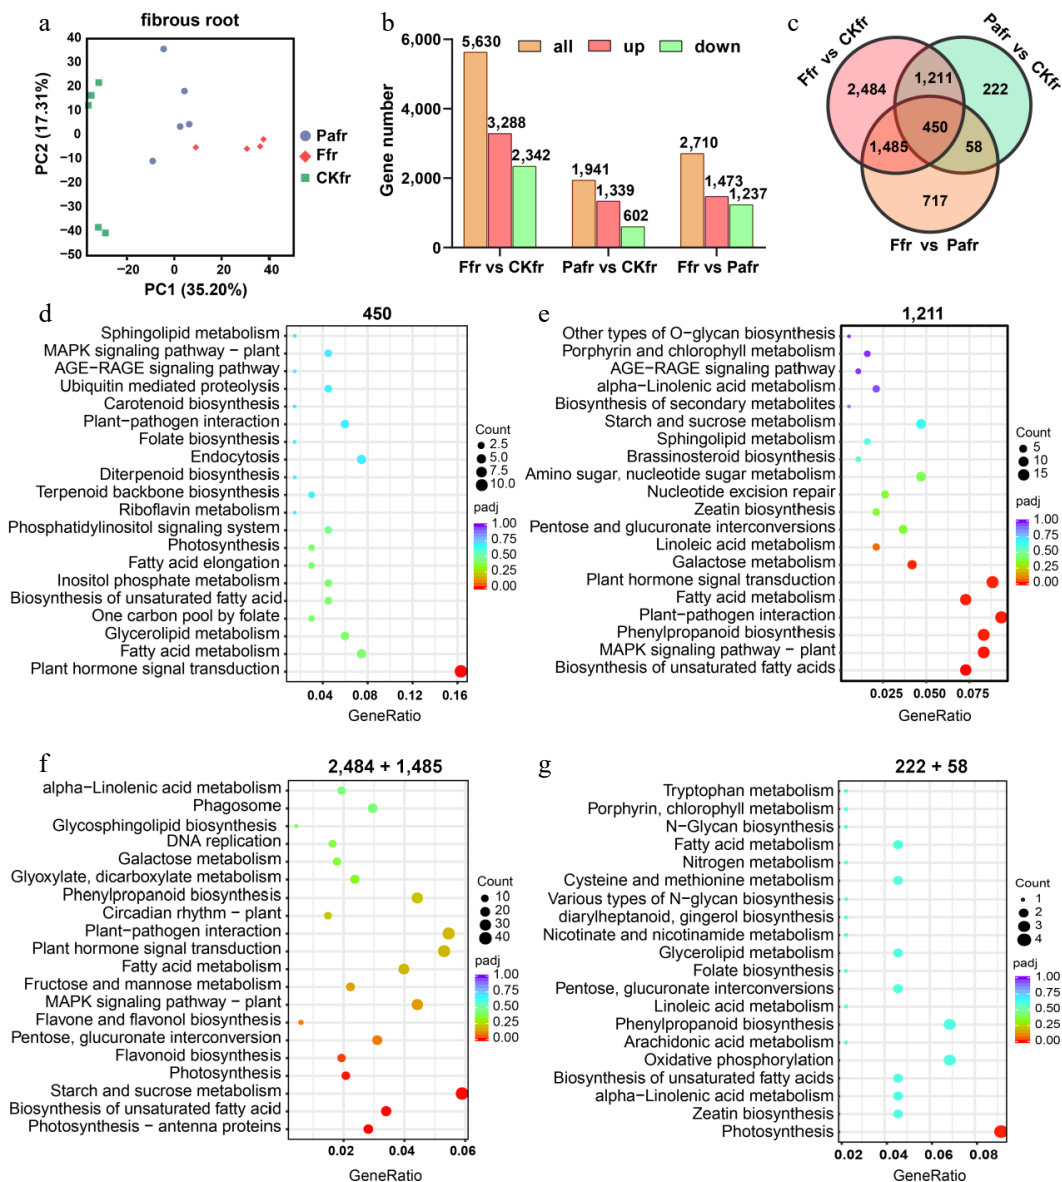 a
fibrous root
40
30
20
10
0
−10
−20
−30
−40
−50
PC2 (17.31%)
−20 0 20 40
PC1 (35.20%)
Pafr
Ffr
CKfr
b
all up down
Gene number
6,000
4,000
2,000
0
5,630 3,288 2,342
1,941 1,339 602
2,710 1,473 1,237
Ffr vs CKfr Pafr vs CKfr Ffr vs Pafr
c
Ffr vs CKfr
Pafr vs CKfr
2,484 1,211 222
450
1,485 58
717
Ffr vs Pafr
d
450
Sphingolipid metabolism
MAPK signaling pathway − plant
AGE−RAGE signaling pathway
Ubiquitin mediated proteolysis
Carotenoid biosynthesis
Plant−pathogen interaction
Folate biosynthesis
Endocytosis
Diterpenoid biosynthesis
Terpenoid backbone biosynthesis
Riboflavin metabolism
Phosphatidylinositol signaling system
Photosynthesis
Fatty acid elongation
Inositol phosphate metabolism
Biosynthesis of unsaturated fatty acid
One carbon pool by folate
Glycerolipid metabolism
Fatty acid metabolism
Plant hormone signal transduction
0.04 0.08 0.12 0.16
GeneRatio
Count
2.5
5.0
7.5
10.0
padj
1.00
0.75
0.50
0.25
0.00
e
1,211
Other types of O−glycan biosynthesis
Porphyrin and chlorophyll metabolism
AGE−RAGE signaling pathway
alpha−Linolenic acid metabolism
Biosynthesis of secondary metabolites
Starch and sucrose metabolism
Sphingolipid metabolism
Brassinosteroid biosynthesis
Amino sugar, nucleotide sugar metabolism
Nucleotide excision repair
Zeatin biosynthesis
Pentose and glucuronate interconversions
Linoleic acid metabolism
Galactose metabolism
Plant hormone signal transduction
Fatty acid metabolism
Plant−pathogen interaction
Phenylpropanoid biosynthesis
MAPK signaling pathway − plant
Biosynthesis of unsaturated fatty acids
0.025 0.050 0.075
GeneRatio
Count
5
10
15
padj
1.00
0.75
0.50
0.25
0.00
f
2,484 + 1,485
alpha−Linolenic acid metabolism
Phagosome
Glycosphingolipid biosynthesis
DNA replication
Galactose metabolism
Glyoxylate, dicarboxylate metabolism
Phenylpropanoid biosynthesis
Circadian rhythm − plant
Plant−pathogen interaction
Plant hormone signal transduction
Fatty acid metabolism
Fructose and mannose metabolism
MAPK signaling pathway − plant
Flavone and flavonol biosynthesis
Pentose, glucuronate interconversion
Flavonoid biosynthesis
Photosynthesis
Starch and sucrose metabolism
Biosynthesis of unsaturated fatty acid
Photosynthesis − antenna proteins
0.02 0.04 0.06
GeneRatio
Count
10
20
30
40
padj
1.00
0.75
0.50
0.25
0.00
g
222 + 58
Tryptophan metabolism
Porphyrin, chlorophyll metabolism
N−Glycan biosynthesis
Fatty acid metabolism
Nitrogen metabolism
Cysteine and methionine metabolism
Various types of N−glycan biosynthesis
diarylheptanoid, gingerol biosynthesis
Nicotinate and nicotinamide metabolism
Glycerolipid metabolism
Folate biosynthesis
Pentose, glucuronate interconversions
Linoleic acid metabolism
Phenylpropanoid biosynthesis
Arachidonic acid metabolism
Oxidative phosphorylation
Biosynthesis of unsaturated fatty acids
alpha−Linolenic acid metabolism
Zeatin biosynthesis
Photosynthesis
0.02 0.04 0.06 0.08
GeneRatio
Count
1
2
3
4
padj
1.00
0.75
0.50
0.25
0.00